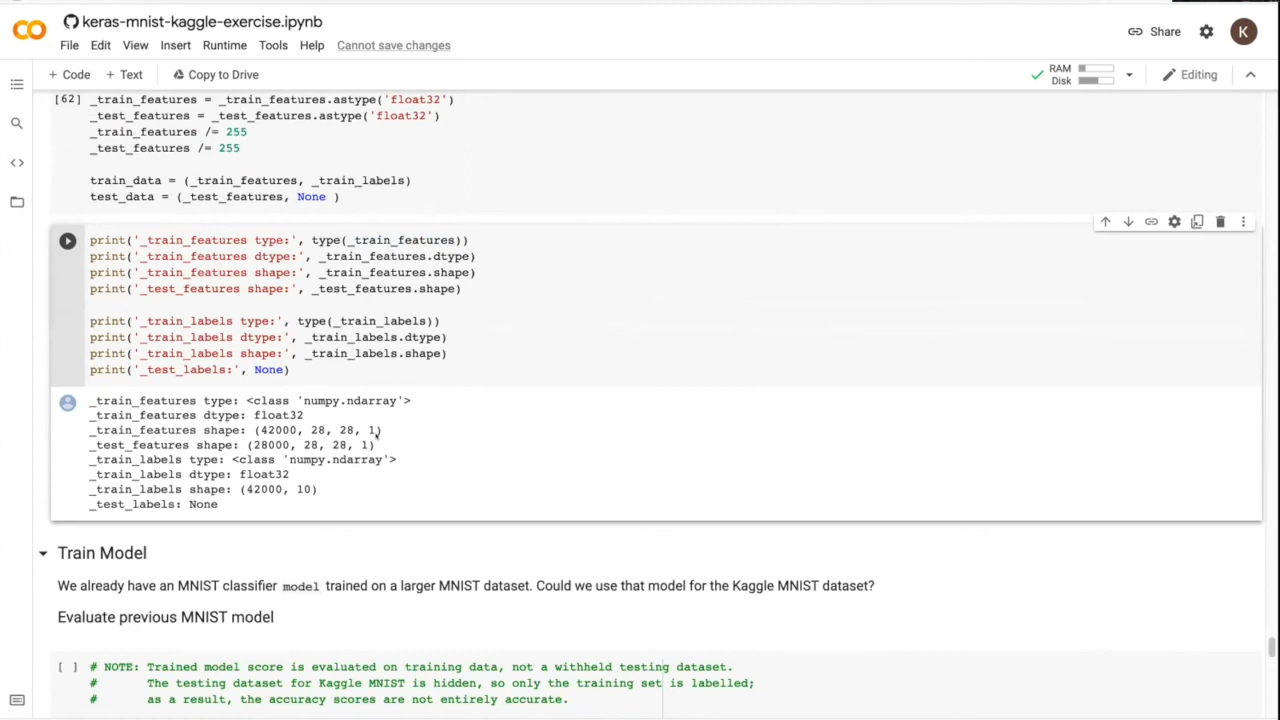 keras-mnist-kaggle-exercise.ipynb
Share
K
File Edit View Insert Runtime Tools Help Cannot save changes
+ Code + Text Copy to Drive
RAM
Disk
Editing
[62] _train_features = _train_features.astype('float32')
_test_features = _test_features.astype('float32')
_train_features /= 255
_test_features /= 255
train_data = (_train_features, _train_labels)
test_data = (_test_features, None )
print('_train_features type:', type(_train_features))
print('_train_features dtype:', _train_features.dtype)
print('_train_features shape:', _train_features.shape)
print('_test_features shape:', _test_features.shape)
print('_train_labels type:', type(_train_labels))
print('_train_labels dtype:', _train_labels.dtype)
print('_train_labels shape:', _train_labels.shape)
print('_test_labels:', None)
_train_features type: <class 'numpy.ndarray'>
_train_features dtype: float32
_train_features shape: (42000, 28, 28, 1)
_test_features shape: (28000, 28, 28, 1)
_train_labels type: <class 'numpy.ndarray'>
_train_labels dtype: float32
_train_labels shape: (42000, 10)
_test_labels: None
Train Model
We already have an MNIST classifier model trained on a larger MNIST dataset. Could we use that model for the Kaggle MNIST dataset?
Evaluate previous MNIST model
[ ] # NOTE: Trained model score is evaluated on training data, not a withheld testing dataset.
# The testing dataset for Kaggle MNIST is hidden, so only the training set is labelled;
# as a result, the accuracy scores are not entirely accurate.